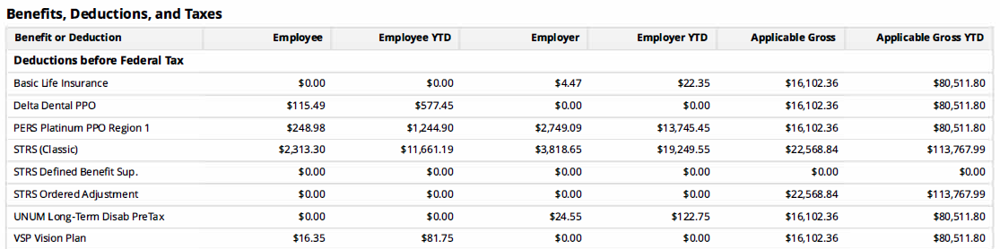 Benefits, Deductions, and Taxes
Benefit or Deduction Employee Employee YTD Employer Employer YTD Applicable Gross Applicable Gross YTD
Deductions before Federal Tax
Basic Life Insurance $0.00 $0.00 $4.47 $22.35 $16,102.36 $80,511.80
Delta Dental PPO $115.49 $577.45 $0.00 $0.00 $16,102.36 $80,511.80
PERS Platinum PPO Region 1 $248.98 $1,244.90 $2,749.09 $13,745.45 $16,102.36 $80,511.80
STRS (Classic) $2,313.30 $11,661.19 $3,818.65 $19,249.55 $22,568.84 $113,767.99
STRS Defined Benefit Sup. $0.00 $0.00 $0.00 $0.00 $0.00 $0.00
STRS Ordered Adjustment $0.00 $0.00 $0.00 $0.00 $22,568.84 $113,767.99
UNUM Long-Term Disab PreTax $0.00 $0.00 $24.55 $122.75 $16,102.36 $80,511.80
VSP Vision Plan $16.35 $81.75 $0.00 $0.00 $16,102.36 $80,511.80